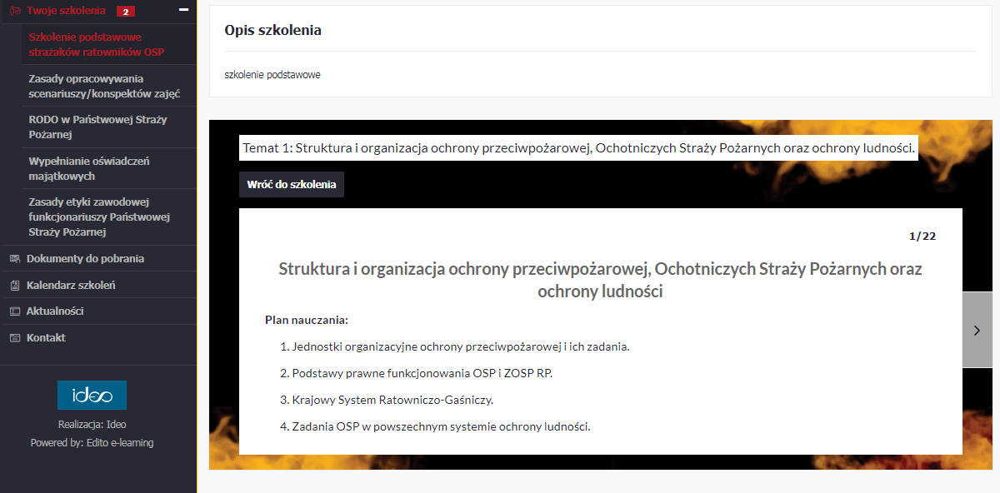 Twoje szkolenia 2
Szkolenie podstawowe
strażaków ratowników OSP
Zasady opracowywania
scenariuszy/konspektów zajęć
RODO w Państwowej Straży
Pożarnej
Wypełnianie oświadczeń
majątkowych
Zasady etyki zawodowej
funkcjonariuszy Państwowej
Straży Pożarnej
Dokumenty do pobrania
Kalendarz szkoleń
Aktualności
Kontakt
ideo
Realizacja: Ideo
Powered by: Edito e-learning
Opis szkolenia
szkolenie podstawowe
Temat 1: Struktura i organizacja ochrony przeciwpożarowej, Ochotniczych Straży Pożarnych oraz ochrony ludności.
Wróć do szkolenia
1/22
Struktura i organizacja ochrony przeciwpożarowej, Ochotniczych Straży Pożarnych oraz
ochrony ludności
Plan nauczania:
1. Jednostki organizacyjne ochrony przeciwpożarowej i ich zadania.
2. Podstawy prawne funkcjonowania OSP i ZOSP RP.
3. Krajowy System Ratowniczo-Gaśniczy.
4. Zadania OSP w powszechnym systemie ochrony ludności.